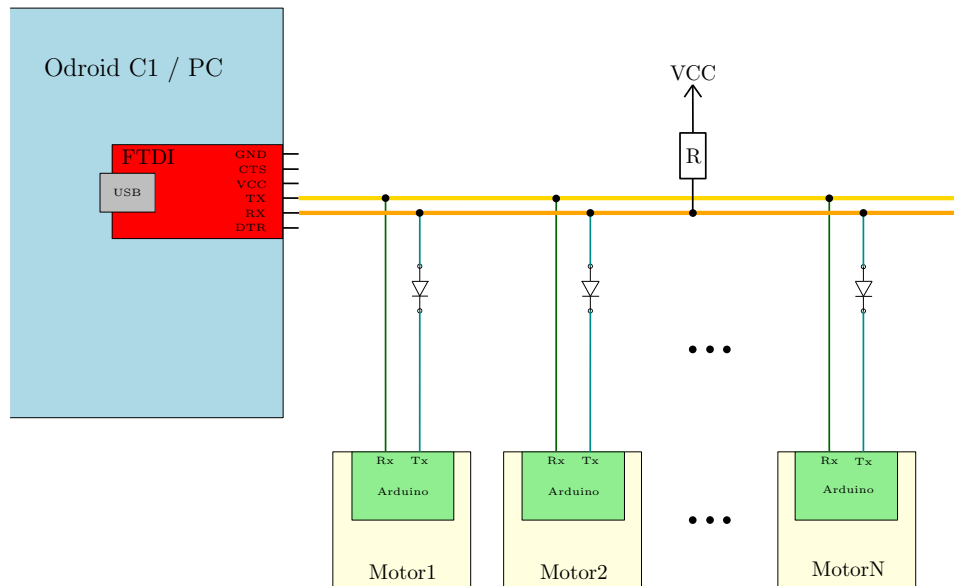 Odroid C1 / PC
VCC
FTDI
GND
CTS
VCC
TX
RX
DTR
USB
R
Rx Tx
Arduino
Motor1
Rx Tx
Arduino
Motor2
Rx Tx
Arduino
MotorN